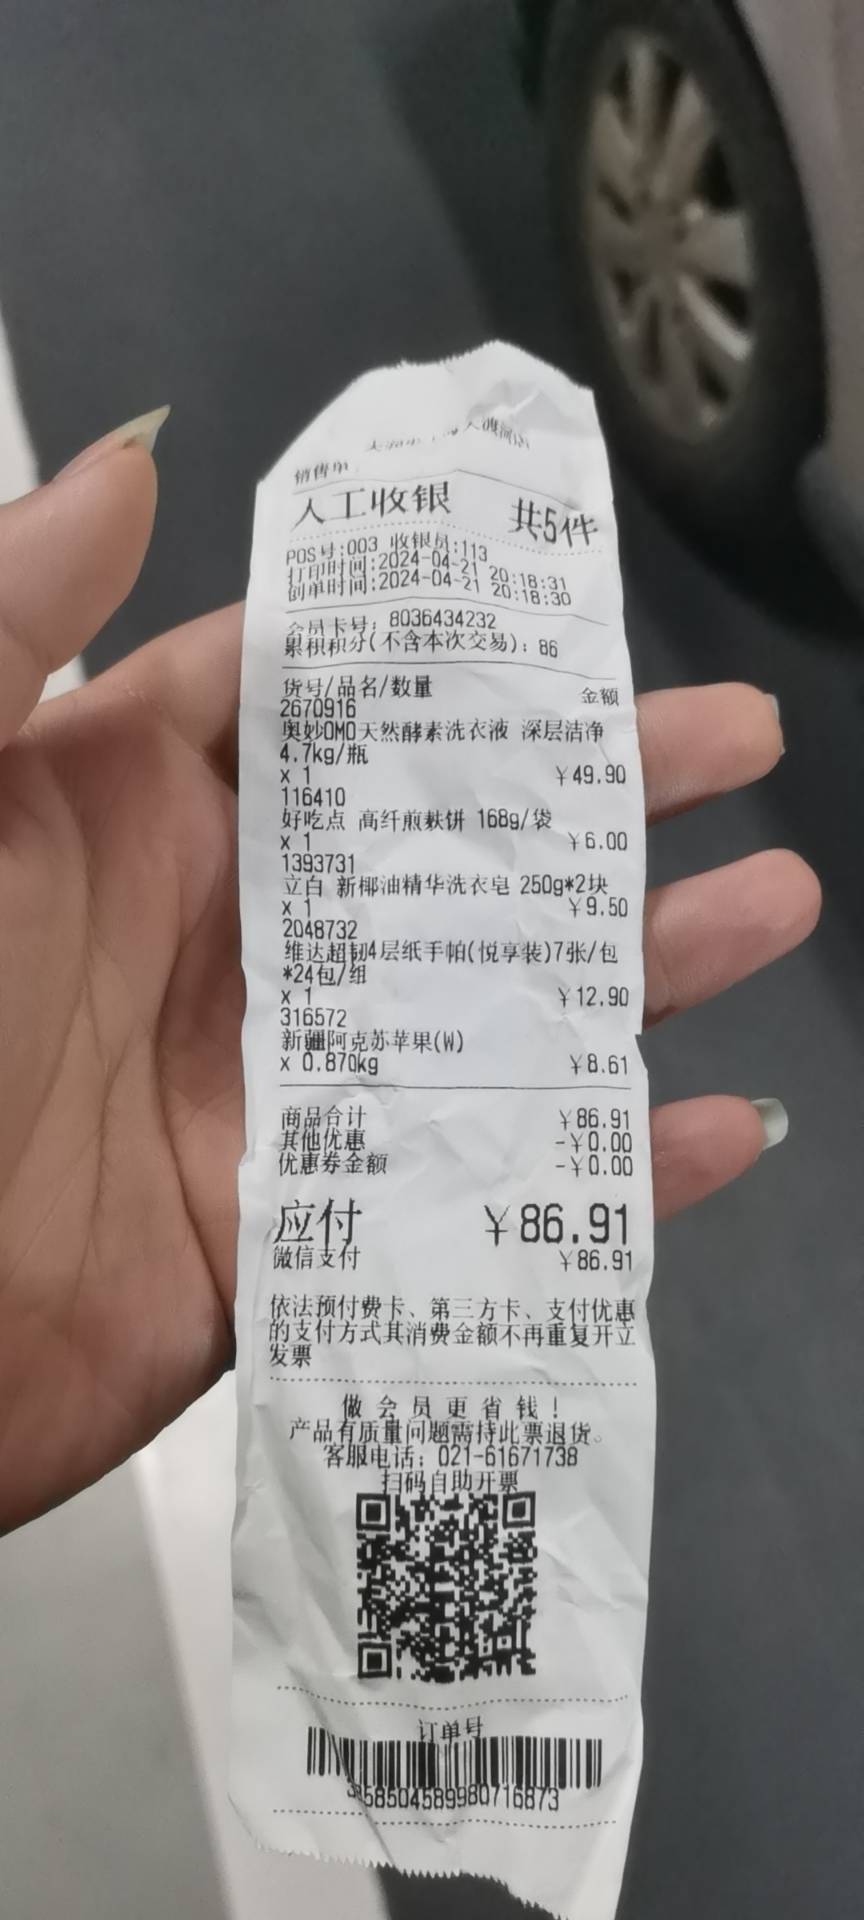 销售单
人工收银 共5件
POS号:003 收银员:113
打印时间:2024-04-21 20:18:31
创单时间:2024-04-21 20:18:30
会员卡号: 8036434232
累积积分(不含本次交易): 86
货号/品名/数量 金额
2670916
奥妙OMO天然酵素洗衣液 深层洁净
4.7kg/瓶
x 1 ¥49.90
116410
好吃点 高纤煎麸饼 168g/袋
x 1 ¥6.00
1393731
立白 新椰油精华洗衣皂 250g*2块
x 1 ¥9.50
2048732
维达超韧4层纸手帕(悦享装)7张/包
*24包/组
x 1 ¥12.90
316572
新疆阿克苏苹果(W)
x 0.870kg ¥8.61
商品合计 ¥86.91
其他优惠 -¥0.00
优惠券金额 -¥0.00
应付 ¥86.91
微信支付 ¥86.91
依法预付费卡、第三方卡、支付优惠
的支付方式其消费金额不再重复开立
发票
做会员更省钱!
产品有质量问题需持此票退货。
客服电话: 021-61671738
扫码自助开票
订单号